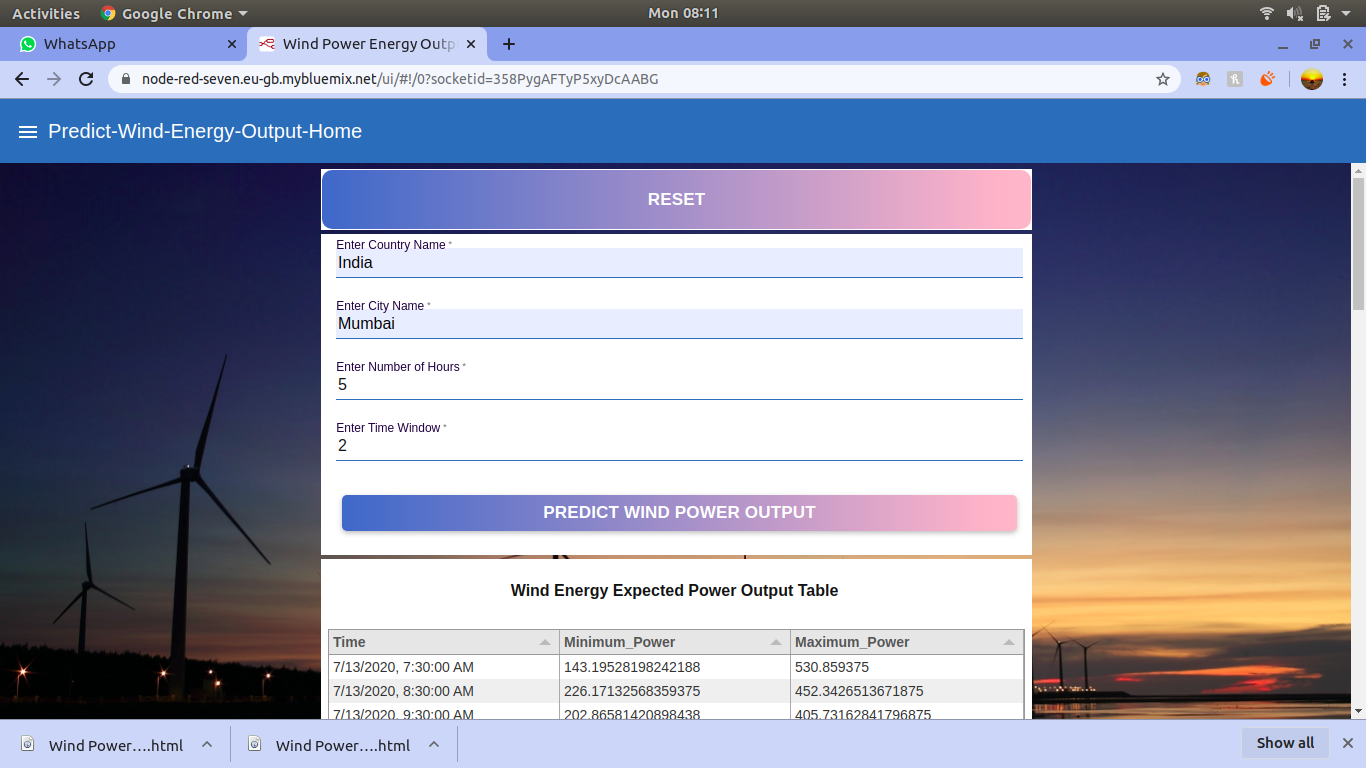 Activities Google Chrome Mon 08:11
WhatsApp Wind Power Energy Outp
node-red-seven.eu-gb.mybluemix.net/ui/#!/0?socketid=358PygAFTyP5xyDcAABG
Predict-Wind-Energy-Output-Home
RESET
Enter Country Name *
India
Enter City Name *
Mumbai
Enter Number of Hours *
5
Enter Time Window *
2
PREDICT WIND POWER OUTPUT
Wind Energy Expected Power Output Table
Time Minimum_Power Maximum_Power
7/13/2020, 7:30:00 AM 143.19528198242188 530.859375
7/13/2020, 8:30:00 AM 226.17132568359375 452.3426513671875
7/13/2020, 9:30:00 AM 202.86581420898438 405.73162841796875
Wind Power….html Wind Power….html Show all